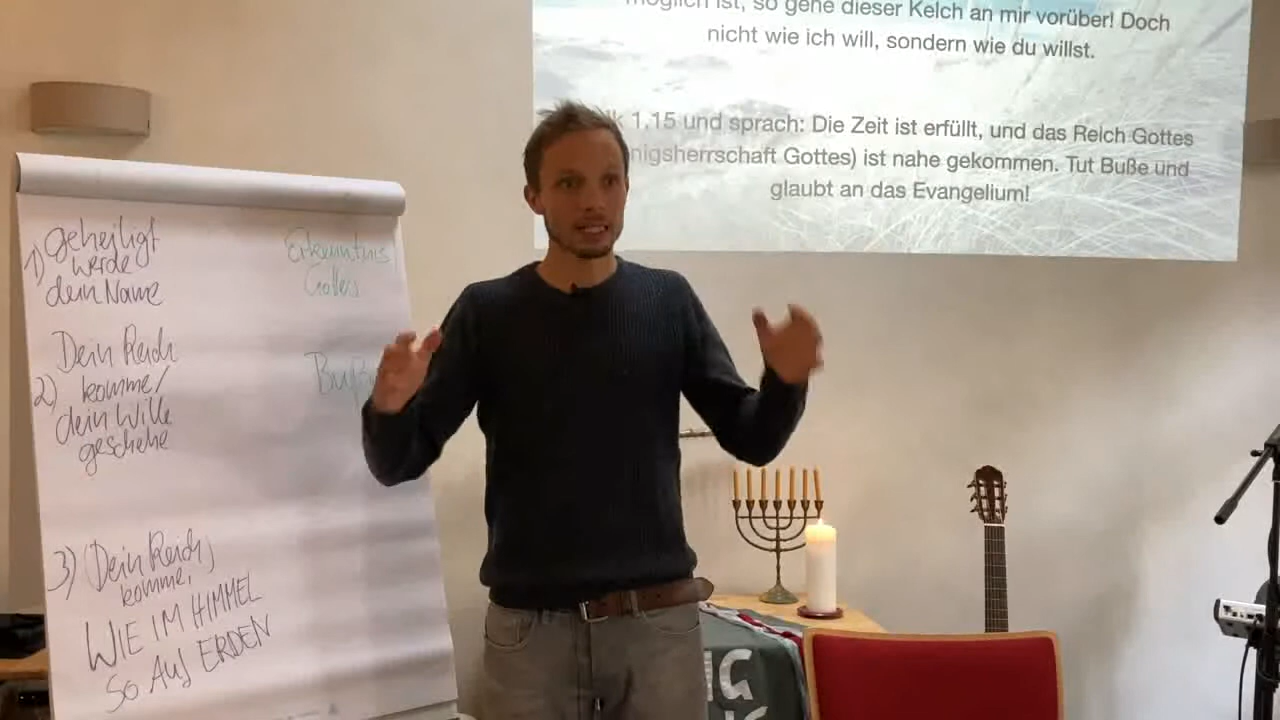 geheiligt
1) werde
dein Name
Erkenntnis
Gottes
Dein Reich
2) komme/
dein Wille
geschehe
3) (Dein Reich)
komme,
WIE IM HIMMEL
SO AUF ERDEN
möglich ist, so gehe dieser Kelch an mir vorüber! Doch
nicht wie ich will, sondern wie du willst.
1,15 und sprach: Die Zeit ist erfüllt, und das Reich Gottes
nigsherrschaft Gottes) ist nahe gekommen. Tut Buße und
glaubt an das Evangelium!